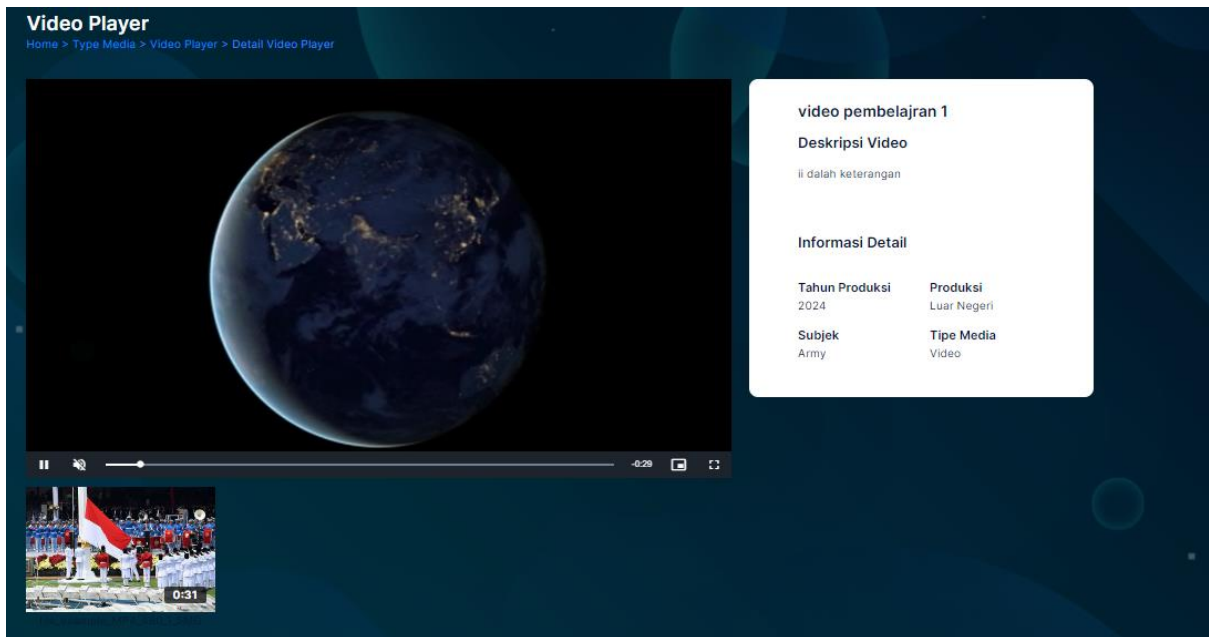 Video Player
Home > Type Media > Video Player > Detail Video Player
video pembelajran 1
Deskripsi Video
ii dalah keterangan
Informasi Detail
Tahun Produksi
Produksi
2024
Luar Negeri
Subjek
Tipe Media
Army
Video
-0:29
0:31